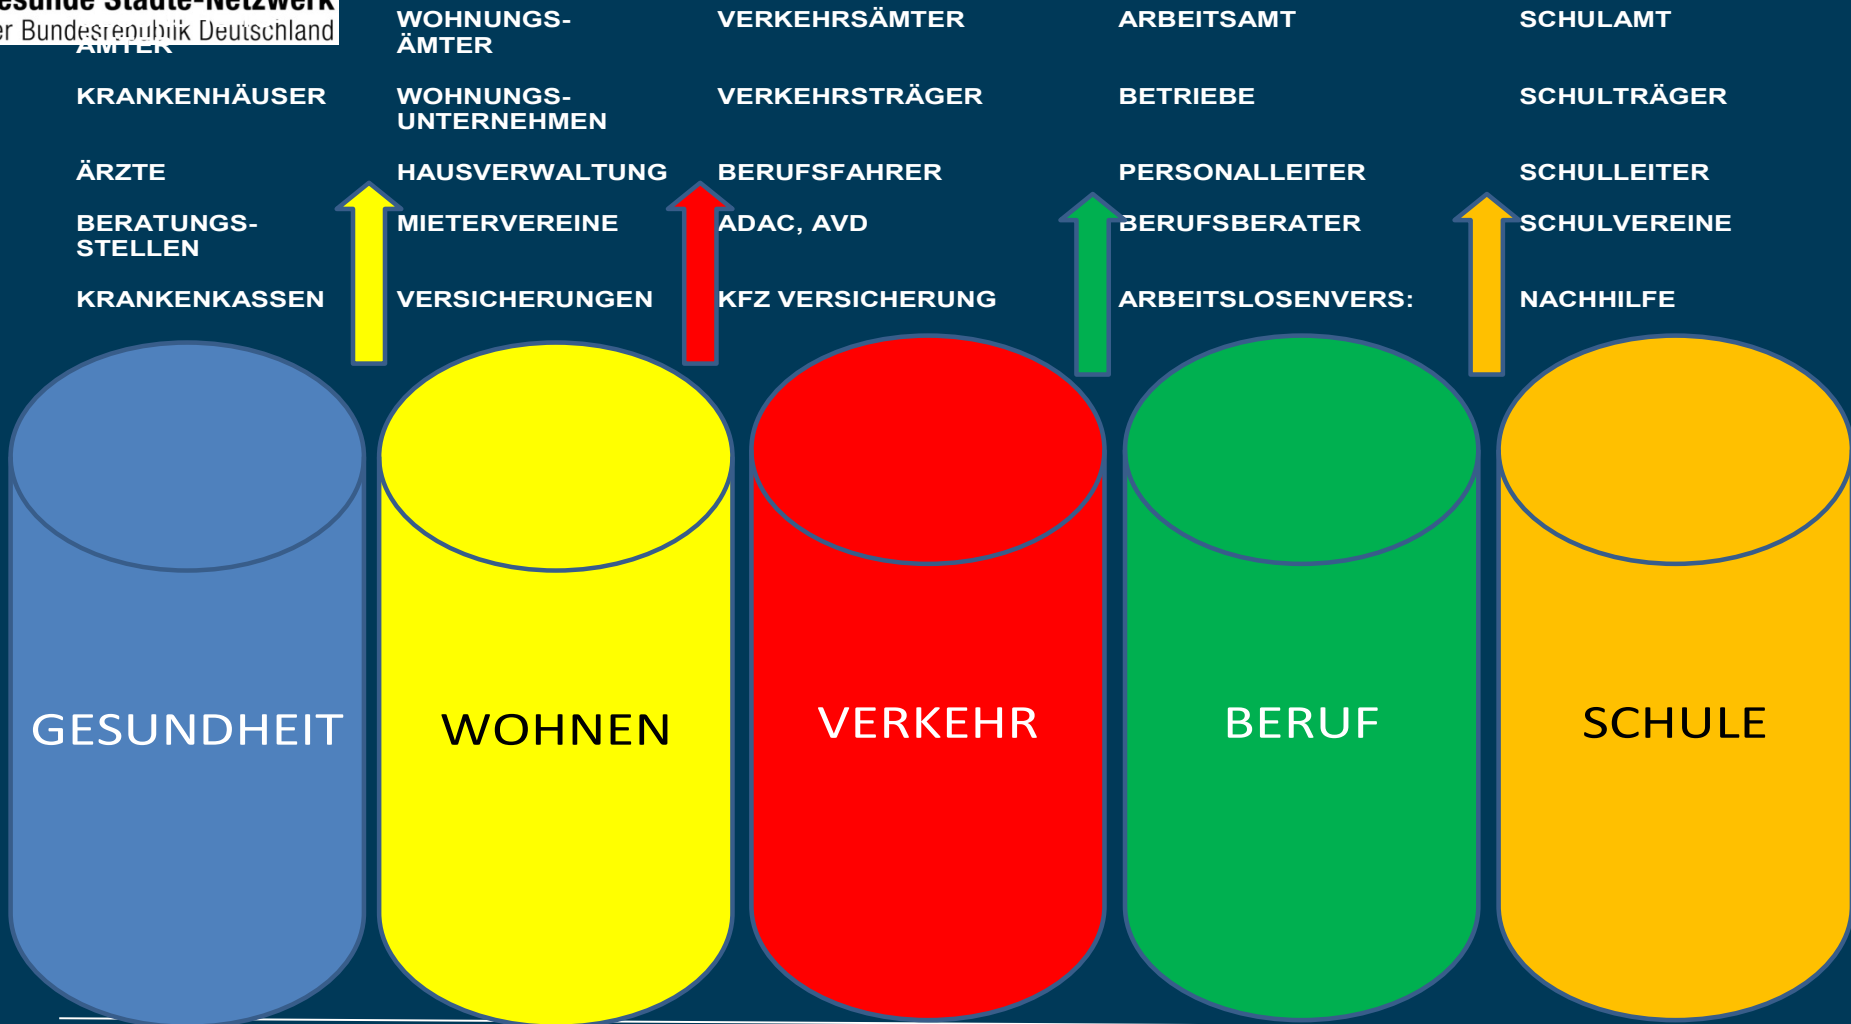 Städte-Netzwerk
Bundesrepublik Deutschland
ÄMTER
KRANKENHÄUSER
ÄRZTE
BERATUNGS-
STELLEN
KRANKENKASSEN
WOHNUNGS-
ÄMTER
WOHNUNGS-
UNTERNEHMEN
HAUSVERWALTUNG
MIETERVEREINE
VERSICHERUNGEN
VERKEHRSÄMTER
VERKEHRSTRÄGER
BERUFSFAHRER
ADAC, AVD
KFZ VERSICHERUNG
ARBEITSAMT
BETRIEBE
PERSONALLEITER
BERUFSBERATER
ARBEITSLOSENVERS:
SCHULAMT
SCHULTRÄGER
SCHULLEITER
SCHULVEREINE
NACHHILFE
GESUNDHEIT
WOHNEN
VERKEHR
BERUF
SCHULE